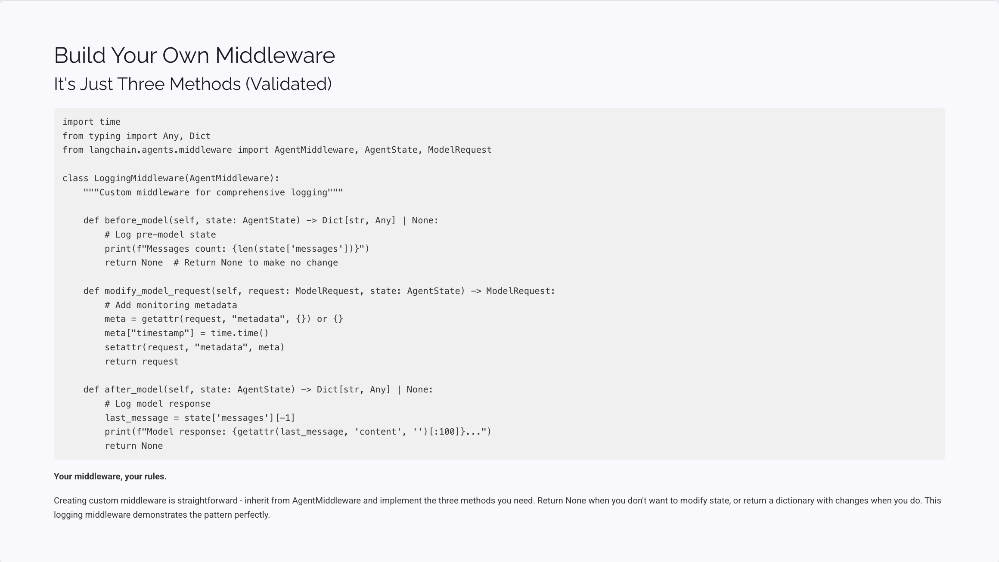 Build Your Own Middleware
It's Just Three Methods (Validated)
import time
from typing import Any, Dict
from langchain.agents.middleware import AgentMiddleware, AgentState, ModelRequest

class LoggingMiddleware(AgentMiddleware):
    """Custom middleware for comprehensive logging"""

    def before_model(self, state: AgentState) -> Dict[str, Any] | None:
        # Log pre-model state
        print(f"Messages count: {len(state['messages'])}")
        return None  # Return None to make no change

    def modify_model_request(self, request: ModelRequest, state: AgentState) -> ModelRequest:
        # Add monitoring metadata
        meta = getattr(request, "metadata", {}) or {}
        meta["timestamp"] = time.time()
        setattr(request, "metadata", meta)
        return request

    def after_model(self, state: AgentState) -> Dict[str, Any] | None:
        # Log model response
        last_message = state['messages'][-1]
        print(f"Model response: {getattr(last_message, 'content', '')[:100]}...")
        return None
Your middleware, your rules.
Creating custom middleware is straightforward - inherit from AgentMiddleware and implement the three methods you need. Return None when you don't want to modify state, or return a dictionary with changes when you do. This
logging middleware demonstrates the pattern perfectly.